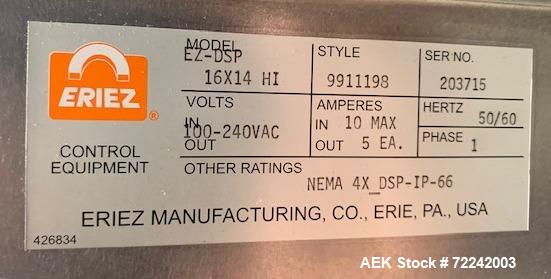 ERIEZ ®
CONTROL
EQUIPMENT
MODEL
EZ-DSP
16X14 HI
STYLE
9911198
SER NO.
203715
VOLTS
IN 100-240VAC
OUT
AMPERES
IN 10 MAX
OUT 5 EA.
HERTZ 50/60
PHASE 1
OTHER RATINGS
NEMA 4X_DSP-IP-66
ERIEZ MANUFACTURING, CO., ERIE, PA., USA
426834
AEK Stock # 72242003